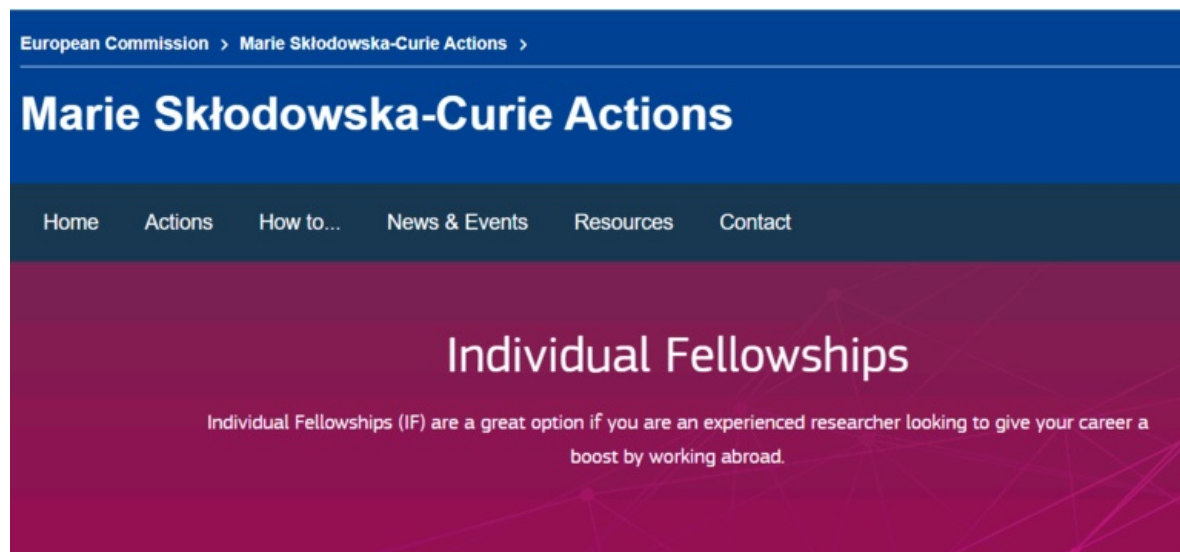 European Commission > Marie Skłodowska-Curie Actions >
Marie Skłodowska-Curie Actions
Home Actions How to... News & Events Resources Contact
Individual Fellowships
Individual Fellowships (IF) are a great option if you are an experienced researcher looking to give your career a
boost by working abroad.